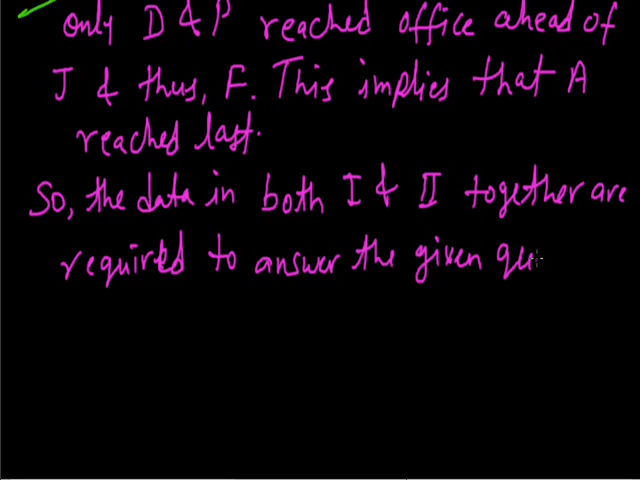 only D & P reached office ahead of
J & thus, F. This implies that A
reached last.
So, the data in both I & II together are
required to answer the given que